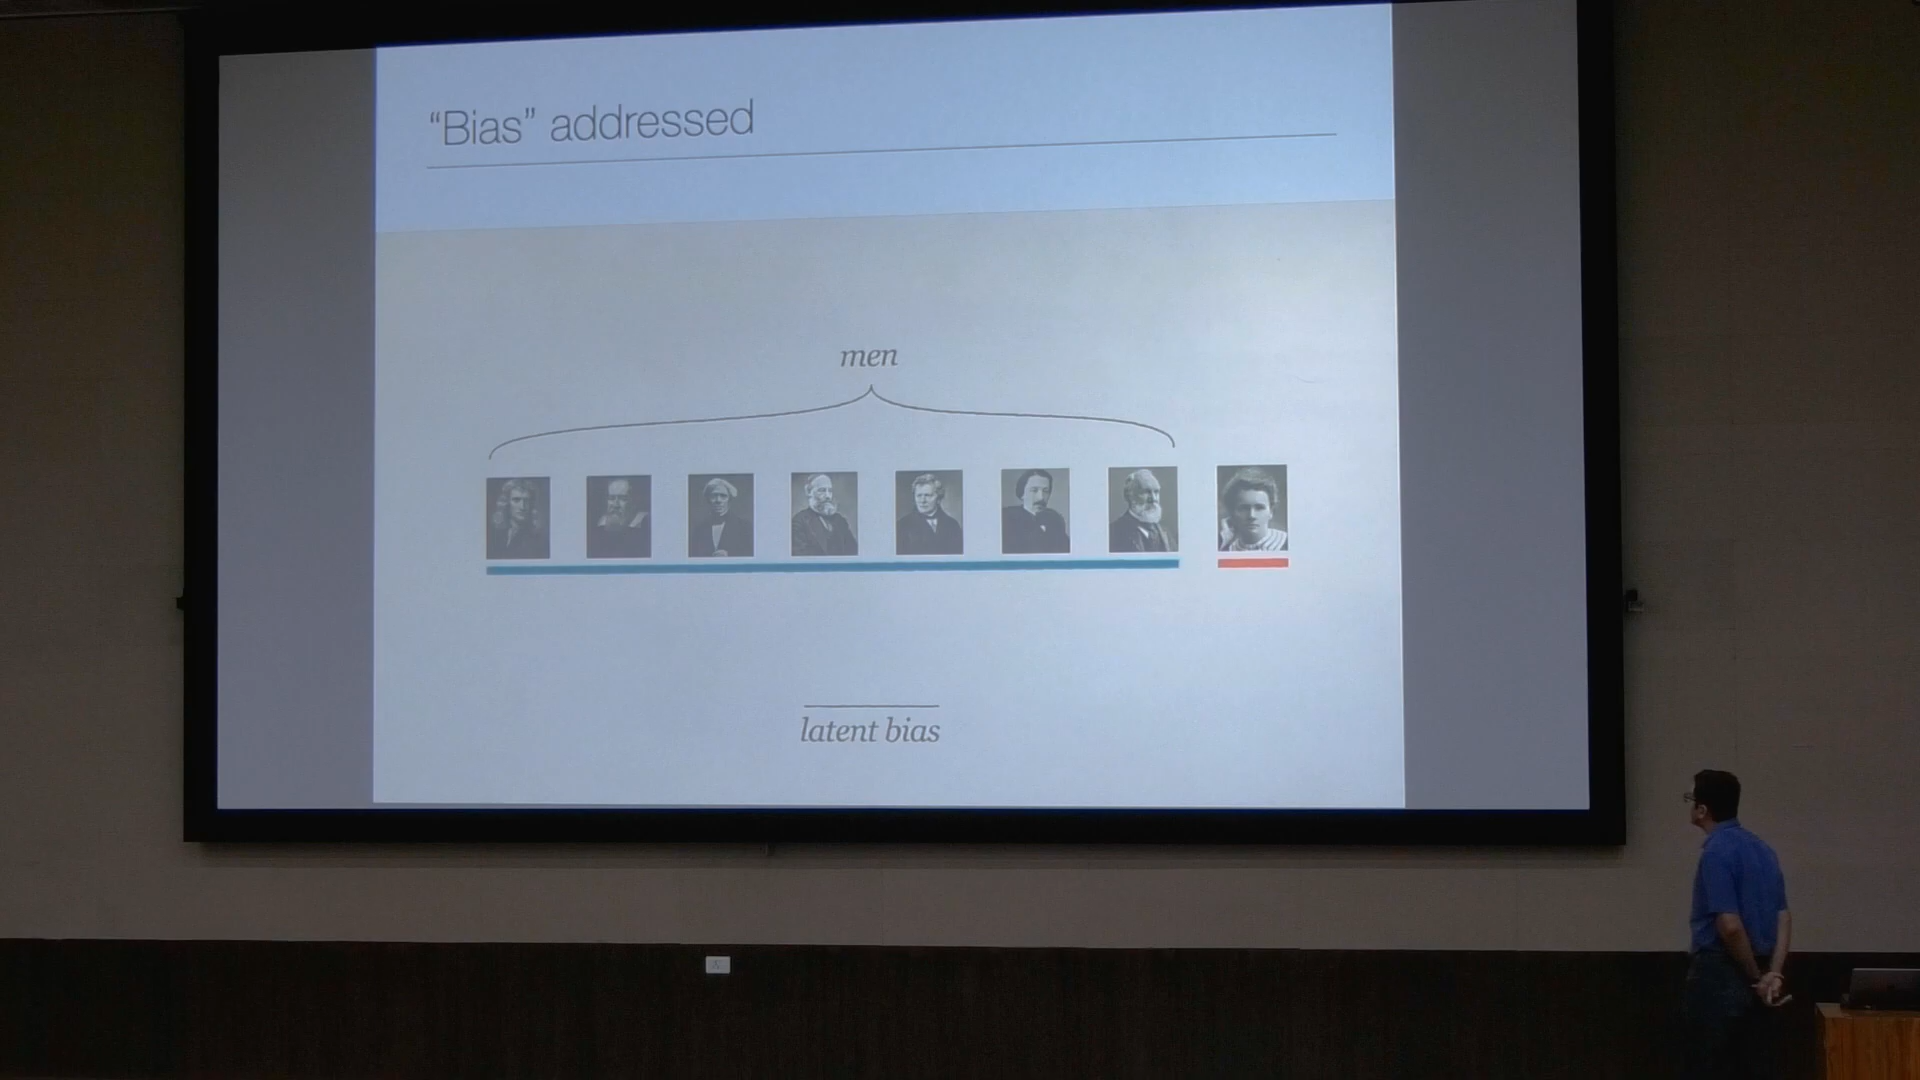 “Bias” addressed
men
latent bias